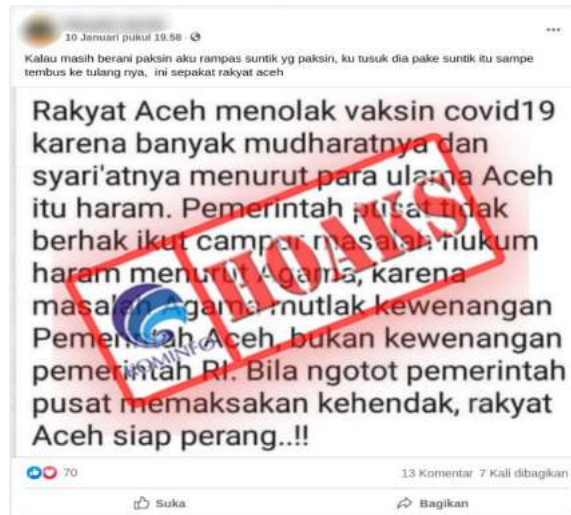 10 Januari pukul 19.58 ·
Kalau masih berani paksin aku rampas suntik yg paksin, ku tusuk dia pake suntik itu sampe
tembus ke tulang nya, ini sepakat rakyat aceh
Rakyat Aceh menolak vaksin covid19
karena banyak mudharatnya dan
syari'atnya menurut para ulama Aceh
itu haram. Pemerintah pusat tidak
berhak ikut campur masalah hukum
haram menurut Agama, karena
masalah Agama mutlak kewenangan
Pemerintah Aceh, bukan kewenangan
pemerintah RI. Bila ngotot pemerintah
pusat memaksakan kehendak, rakyat
Aceh siap perang..!!
HOAKS
KOMINFO
70
13 Komentar 7 Kali dibagikan
Suka
Bagikan